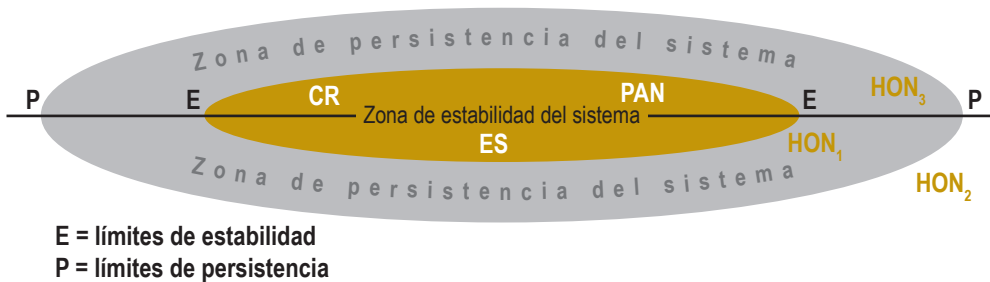 Zona de persistencia del sistema
P E CR PAN E HON3 P
Zona de estabilidad del sistema
ES HON1
Zona de persistencia del sistema
HON2
E = límites de estabilidad
P = límites de persistencia